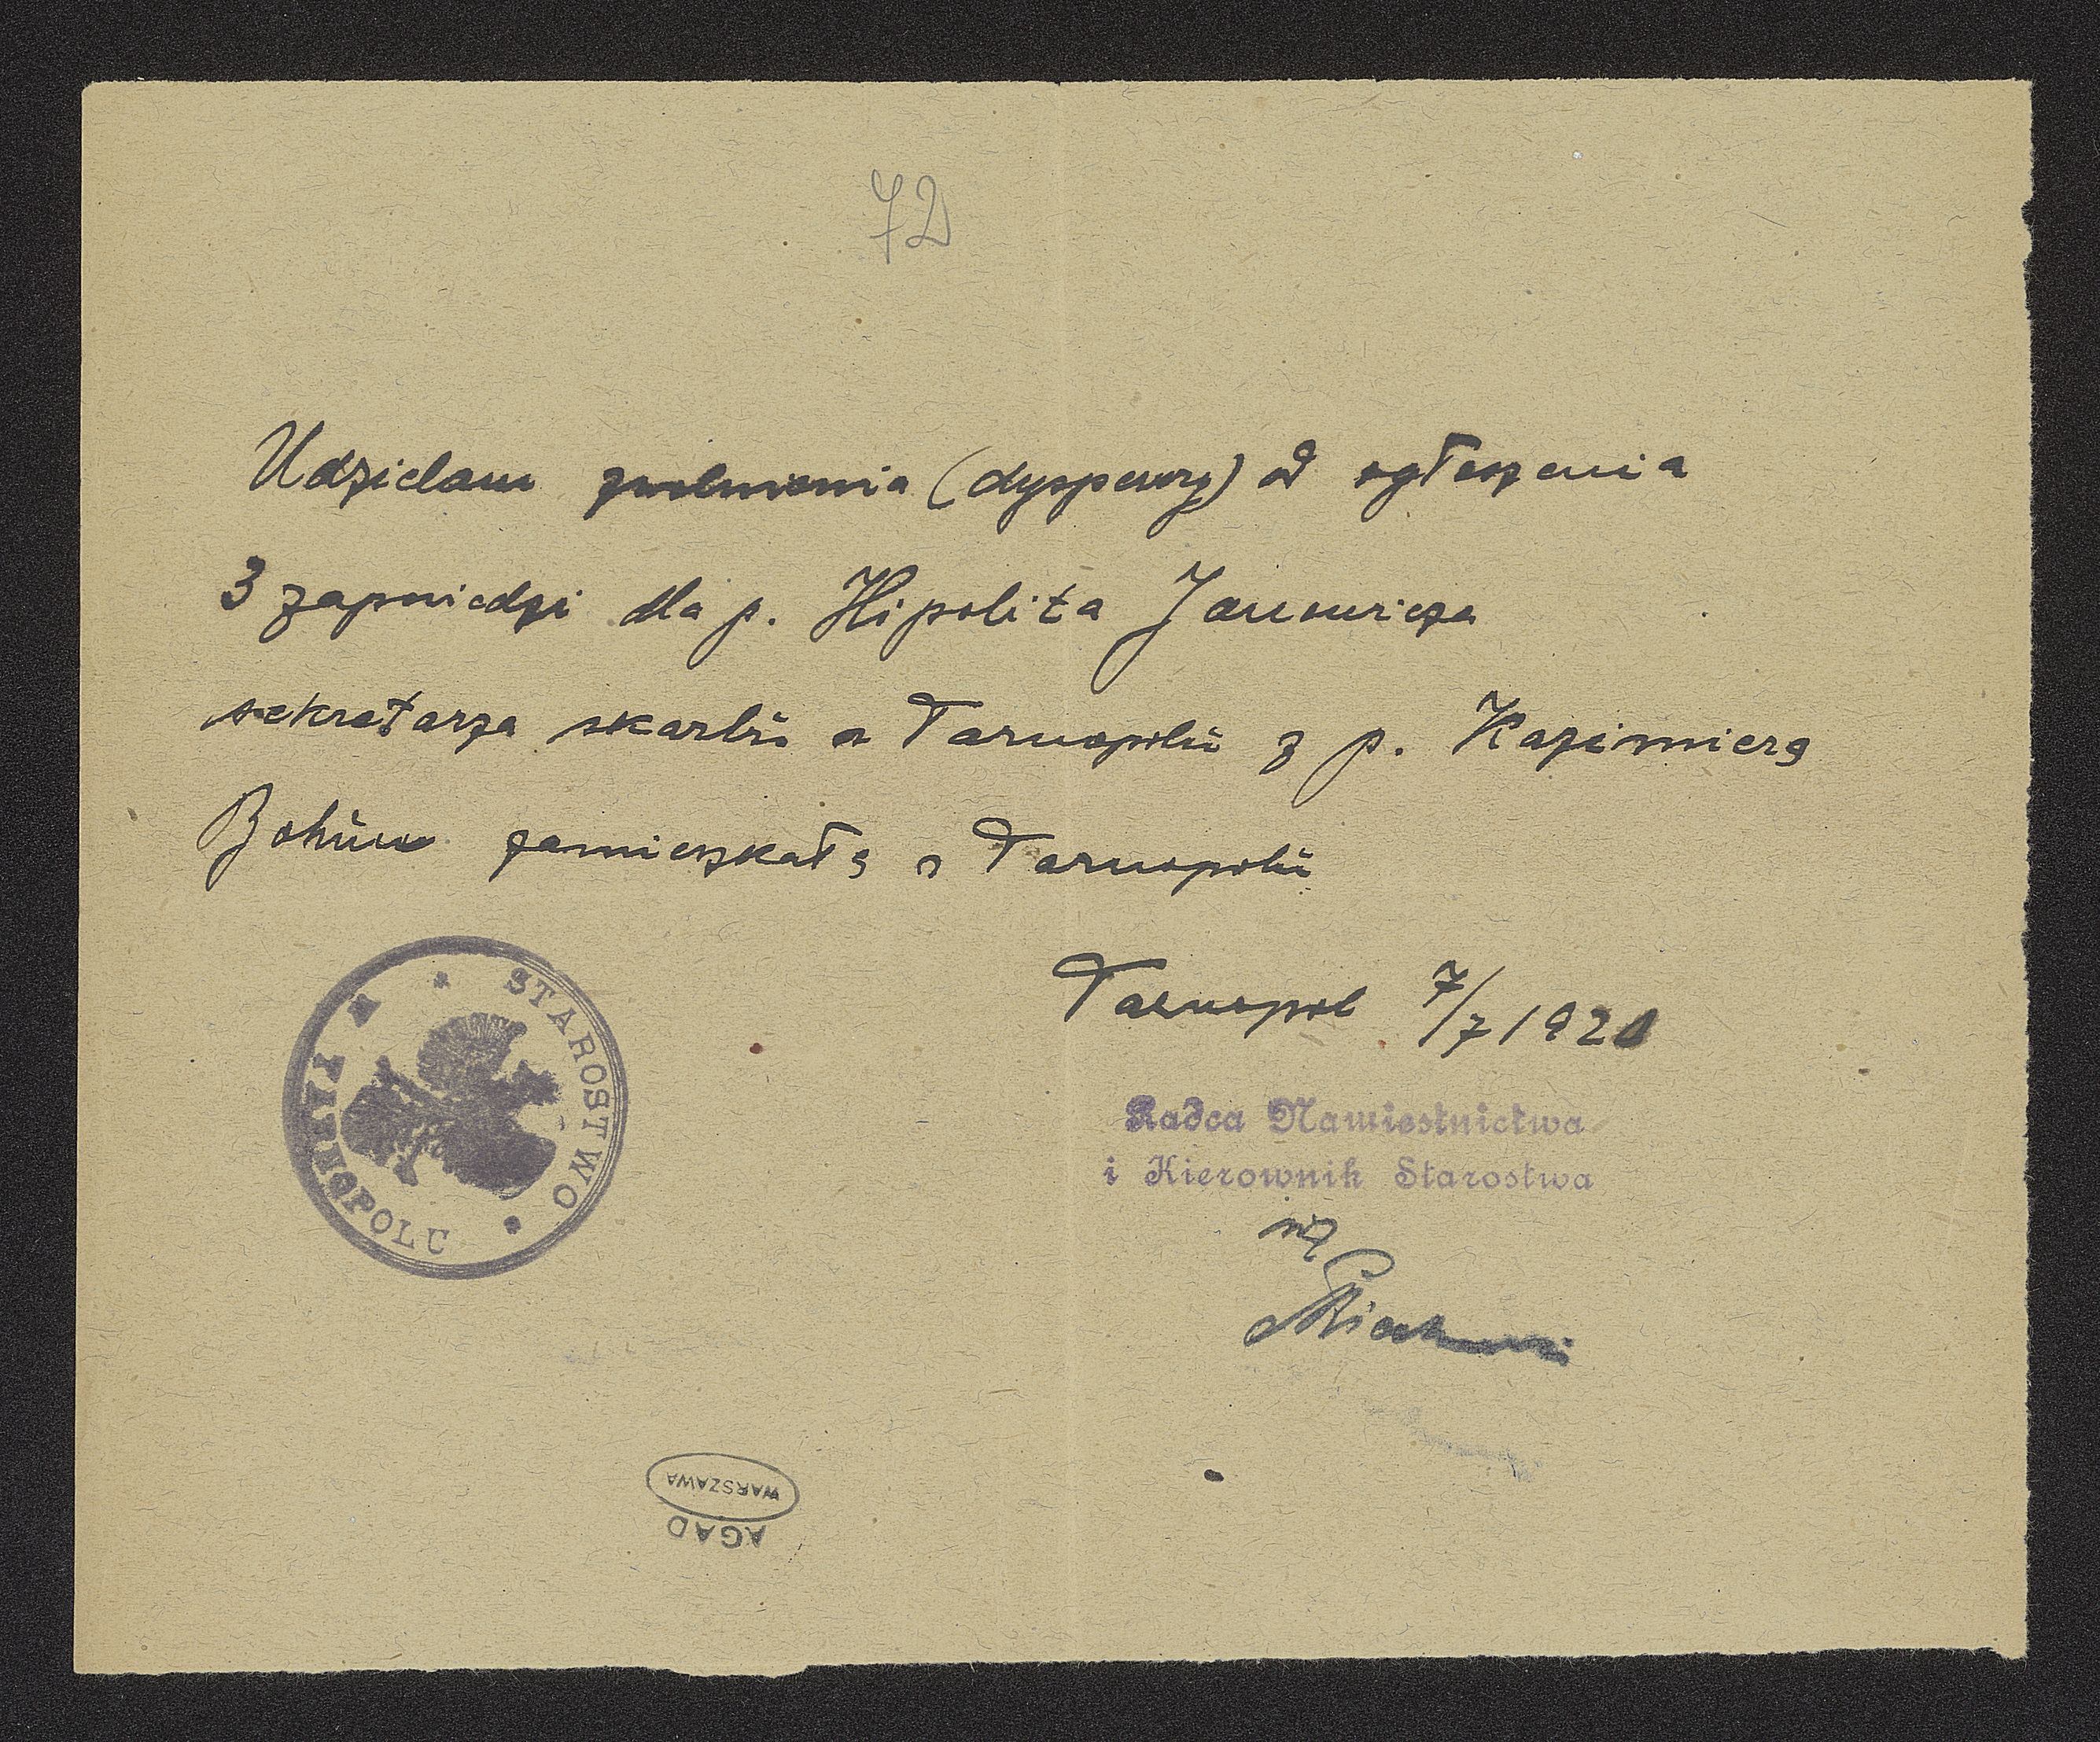 72
Udzielam zwolnienia (dyspensy) od ogłoszenia
3 zapowiedzi dla p. Hipolita Janowicza
sekretarza skarbu w Tarnopolu z p. Kazimierą
Bohun zamieszkałą w Tarnopolu
Tarnopol 7/7 1921
Radca Namiestnictwa
i Kierownik Starostwa
STAROSTWO * W TARNOPOLU *
WARSZAWA
AGAD